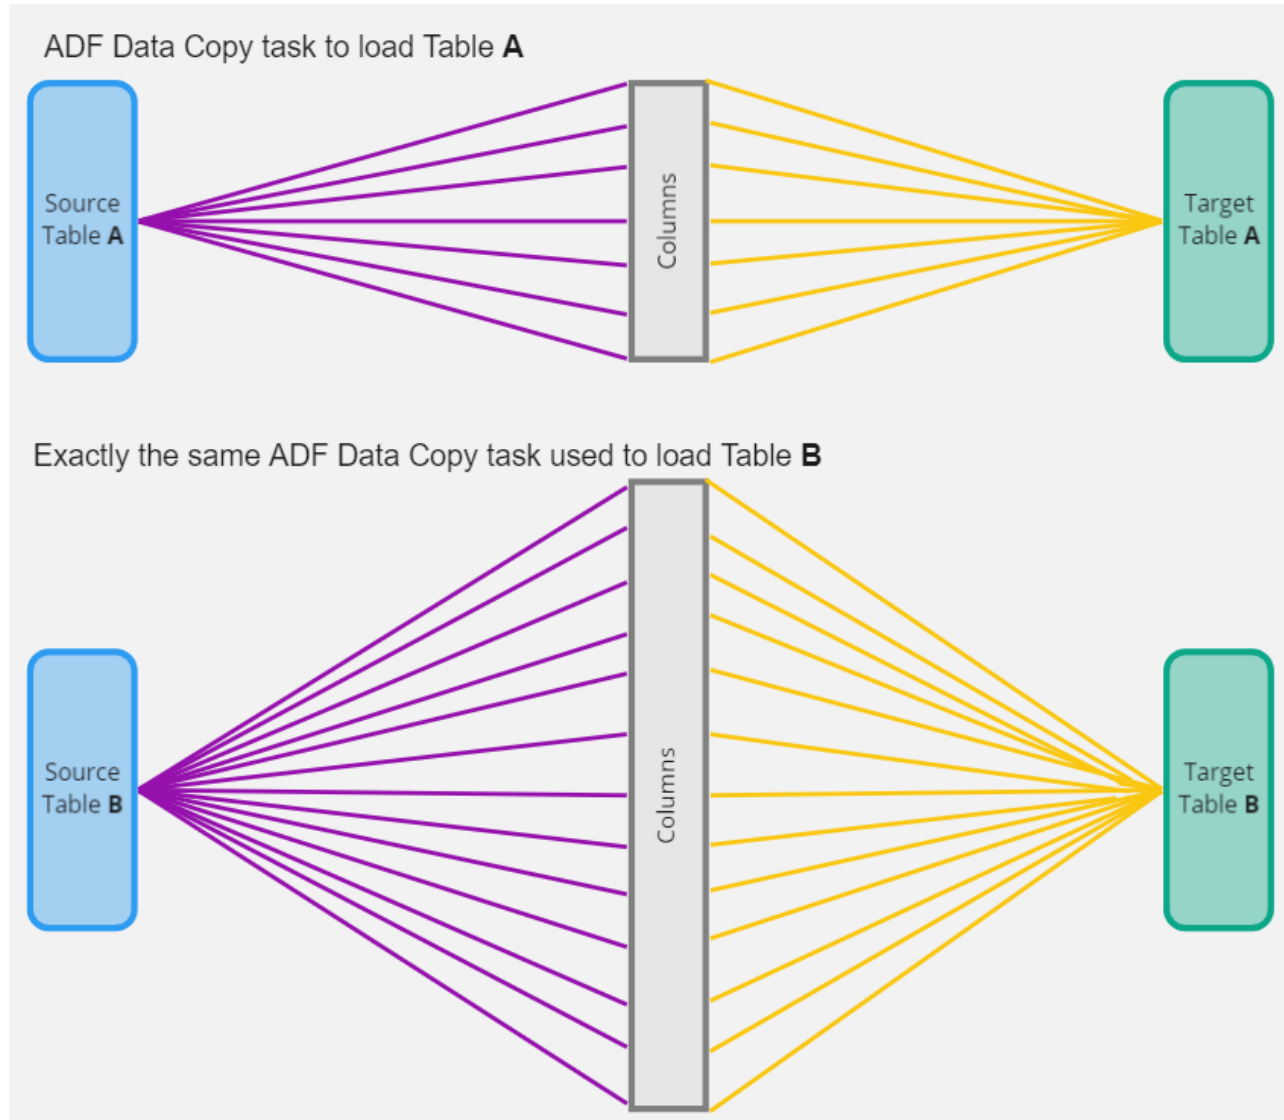 ADF Data Copy task to load Table A
Source
Table A
Columns
Target
Table A
Exactly the same ADF Data Copy task used to load Table B
Source
Table B
Columns
Target
Table B